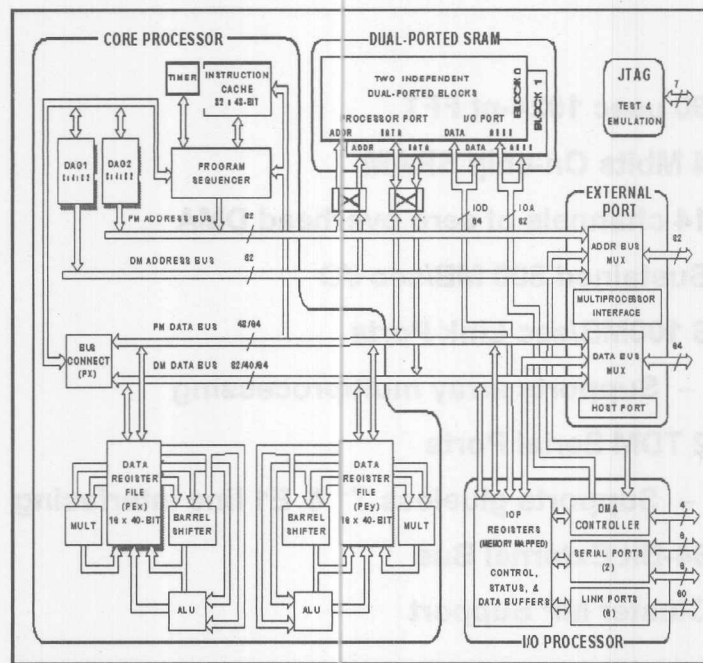 CORE PROCESSOR
TIMER
INSTRUCTION
CACHE
32 x 48-BIT
DAG1
8x4x32
DAG2
8x4x32
PROGRAM
SEQUENCER
PM ADDRESS BUS
32
DM ADDRESS BUS
32
BUS
CONNECT
(PX)
PM DATA BUS
48/64
DM DATA BUS
32/40/64
MULT
DATA
REGISTER
FILE
(PEx)
16 x 40-BIT
BARREL
SHIFTER
ALU
BARREL
SHIFTER
DATA
REGISTER
FILE
(PEy)
16 x 40-BIT
MULT
ALU
DUAL-PORTED SRAM
TWO INDEPENDENT
DUAL-PORTED BLOCKS
PROCESSOR PORT
I/O PORT
ADDR
DATA
DATA
ADDR
BLOCK 0
ADDR
DATA
DATA
ADDR
BLOCK 1
IOD
64
IOA
32
JTAG
TEST &
EMULATION
7
EXTERNAL
PORT
ADDR BUS
MUX
32
MULTIPROCESSOR
INTERFACE
DATA BUS
MUX
64
HOST PORT
IOP
REGISTERS
(MEMORY MAPPED)
CONTROL,
STATUS, &
DATA BUFFERS
DMA
CONTROLLER
4
SERIAL PORTS
(2)
6
6
LINK PORTS
(6)
60
I/O PROCESSOR